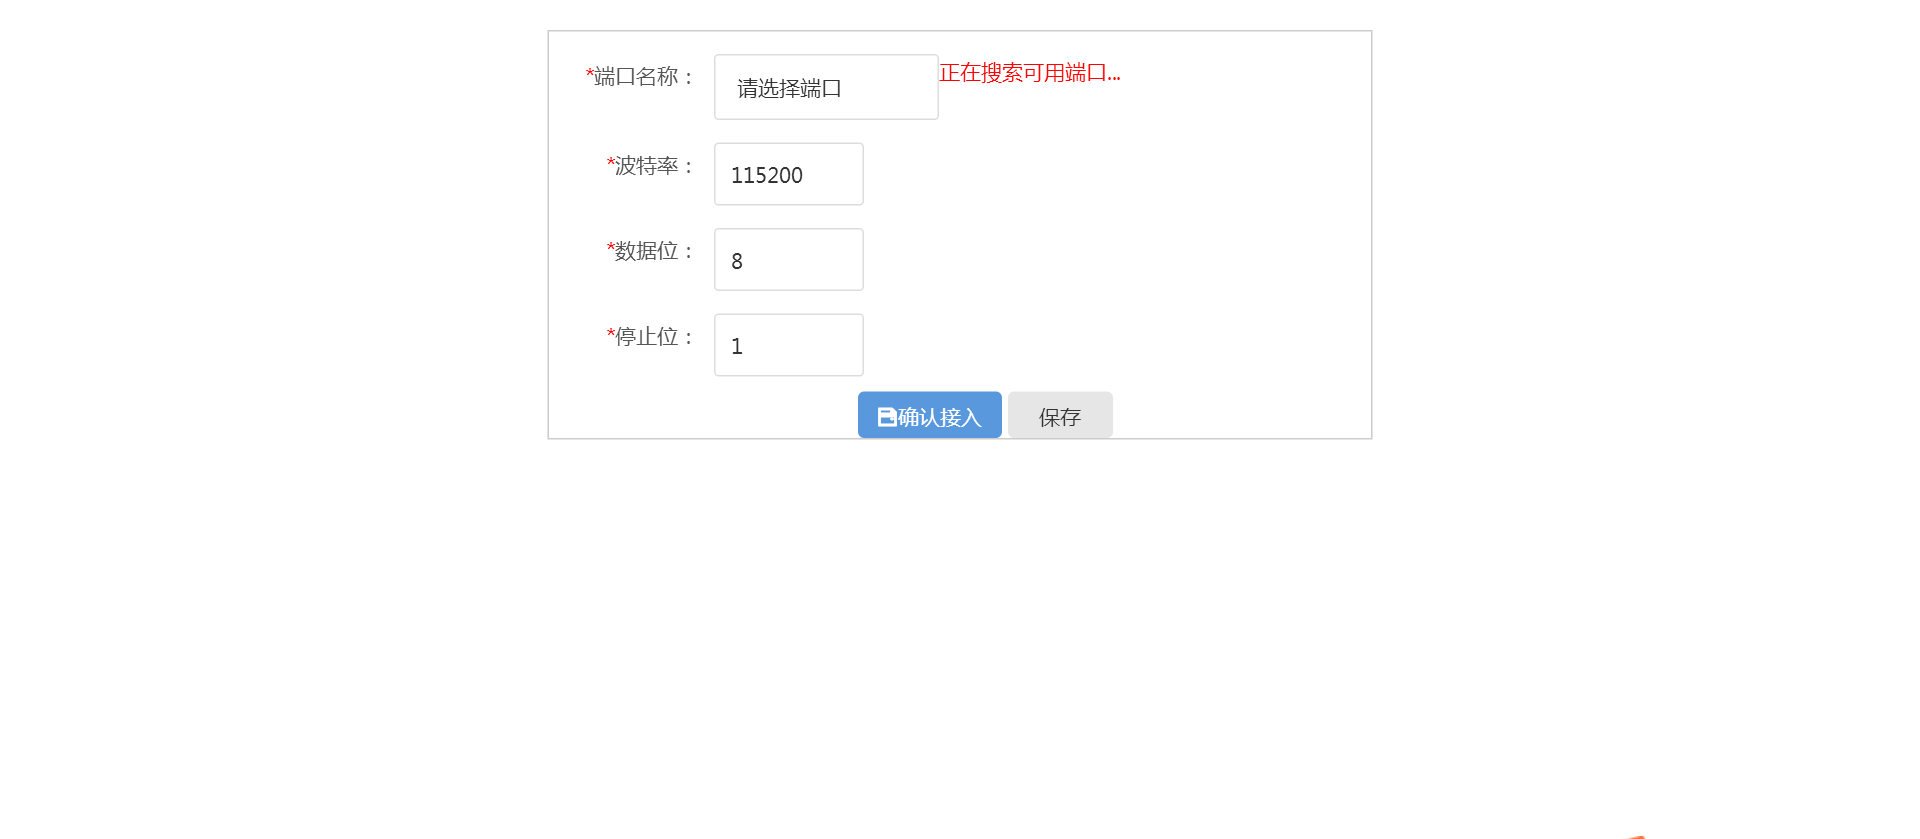 *端口名称： 请选择端口 正在搜索可用端口...
*波特率： 115200
*数据位： 8
*停止位： 1
确认接入 保存